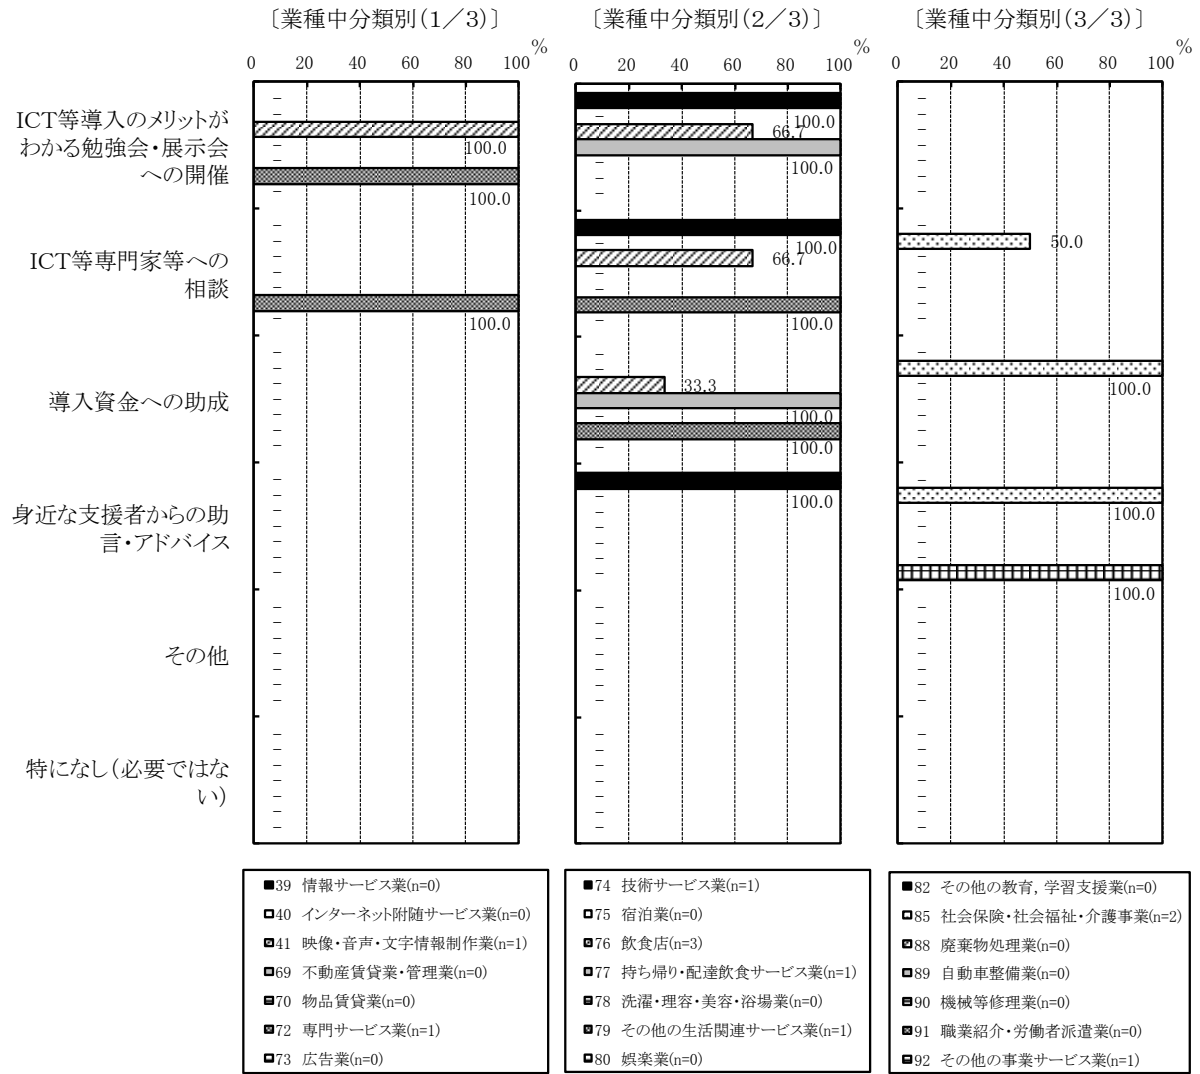 〔業種中分類別(1/3)〕
〔業種中分類別(2/3)〕
〔業種中分類別(3/3)〕
%
%
%
0 20 40 60 80 100
0 20 40 60 80 100
0 20 40 60 80 100
ICT等導入のメリットが
わかる勉強会・展示会
への開催
100.0
100.0
100.0
66.7
100.0
ICT等専門家等への
相談
100.0
100.0
66.7
100.0
50.0
導入資金への助成
33.3
100.0
100.0
100.0
身近な支援者からの助
言・アドバイス
100.0
100.0
100.0
その他
特になし(必要ではな
い)
39 情報サービス業(n=0)
40 インターネット附随サービス業(n=0)
41 映像・音声・文字情報制作業(n=1)
69 不動産賃貸業・管理業(n=0)
70 物品賃貸業(n=0)
72 専門サービス業(n=1)
73 広告業(n=0)
74 技術サービス業(n=1)
75 宿泊業(n=0)
76 飲食店(n=3)
77 持ち帰り・配達飲食サービス業(n=1)
78 洗濯・理容・美容・浴場業(n=0)
79 その他の生活関連サービス業(n=1)
80 娯楽業(n=0)
82 その他の教育,学習支援業(n=0)
85 社会保険・社会福祉・介護事業(n=2)
88 廃棄物処理業(n=0)
89 自動車整備業(n=0)
90 機械等修理業(n=0)
91 職業紹介・労働者派遣業(n=0)
92 その他の事業サービス業(n=1)